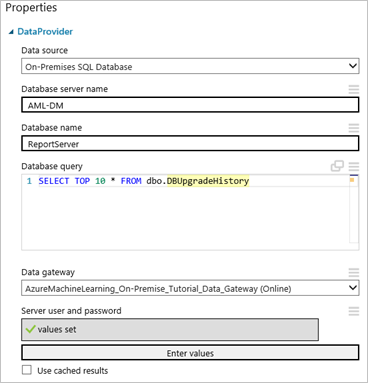 Properties
DataProvider
Data source
On-Premises SQL Database
Database server name
AML-DM
Database name
ReportServer
Database query
1 SELECT TOP 10 * FROM dbo.DBUpgradeHistory
Data gateway
AzureMachineLearning_On-Premise_Tutorial_Data_Gateway (Online)
Server user and password
values set
Enter values
Use cached results